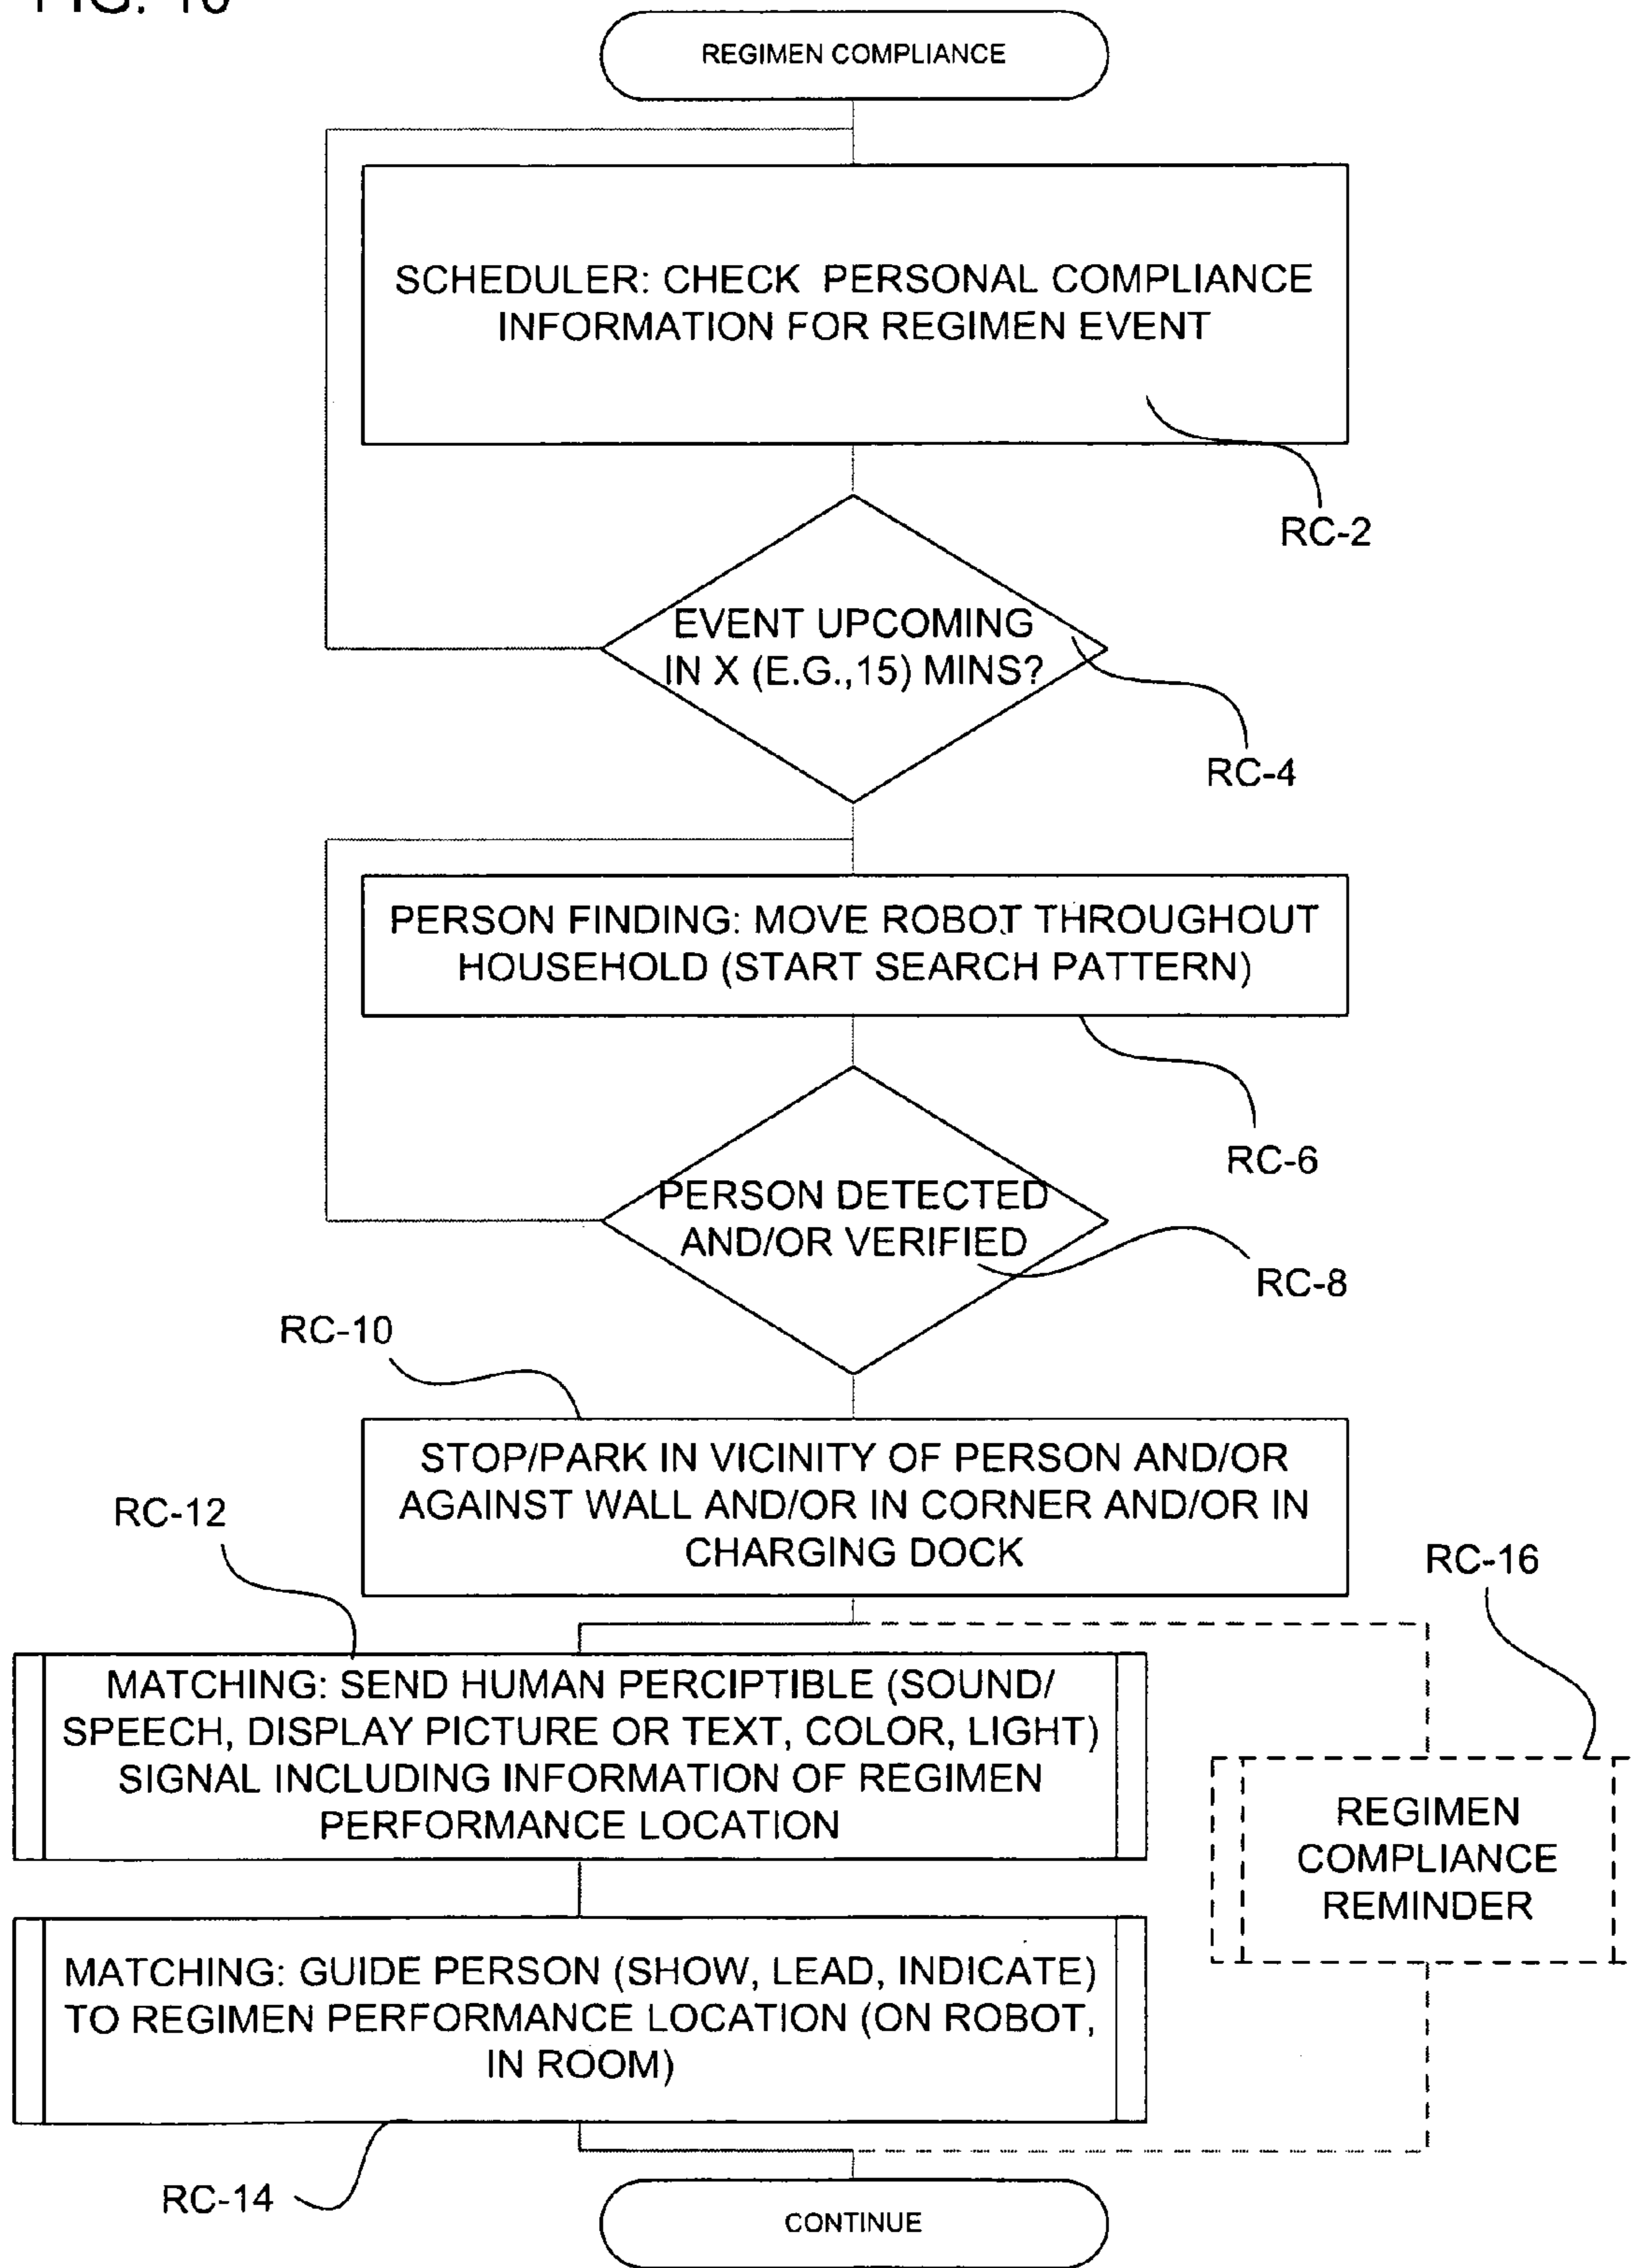 REGIMEN COMPLIANCE
SCHEDULER: CHECK PERSONAL COMPLIANCE
INFORMATION FOR REGIMEN EVENT
RC-2
EVENT UPCOMING
IN X (E.G.,15) MINS?
RC-4
PERSON FINDING: MOVE ROBOT THROUGHOUT
HOUSEHOLD (START SEARCH PATTERN)
RC-6
PERSON DETECTED
AND/OR VERIFIED
RC-8
RC-10
STOP/PARK IN VICINITY OF PERSON AND/OR
AGAINST WALL AND/OR IN CORNER AND/OR IN
CHARGING DOCK
RC-12
RC-16
MATCHING: SEND HUMAN PERCIPTIBLE (SOUND/
SPEECH, DISPLAY PICTURE OR TEXT, COLOR, LIGHT)
SIGNAL INCLUDING INFORMATION OF REGIMEN
PERFORMANCE LOCATION
REGIMEN
COMPLIANCE
REMINDER
MATCHING: GUIDE PERSON (SHOW, LEAD, INDICATE)
TO REGIMEN PERFORMANCE LOCATION (ON ROBOT,
IN ROOM)
RC-14
CONTINUE